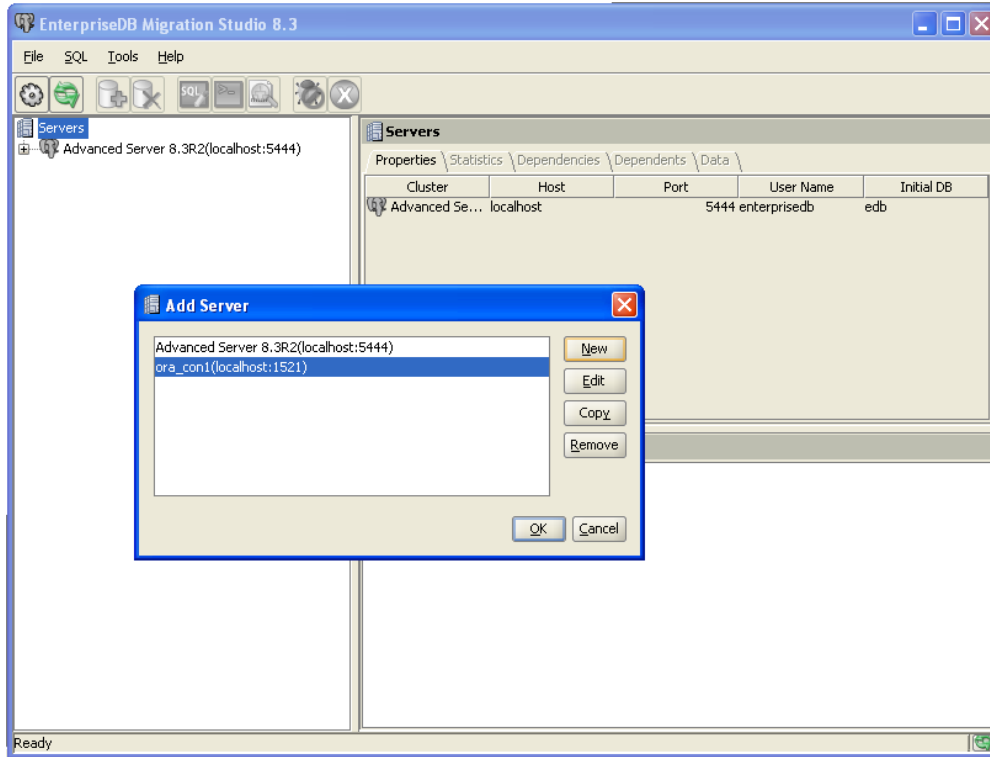 EnterpriseDB Migration Studio 8.3
File SQL Tools Help
SQL
Servers
Advanced Server 8.3R2(localhost:5444)
Servers
Properties Statistics Dependencies Dependents Data
Cluster Host Port User Name Initial DB
Advanced Se... localhost 5444 enterprisedb edb
Add Server
Advanced Server 8.3R2(localhost:5444)
ora_con1(localhost:1521)
New
Edit
Copy
Remove
OK Cancel
Ready